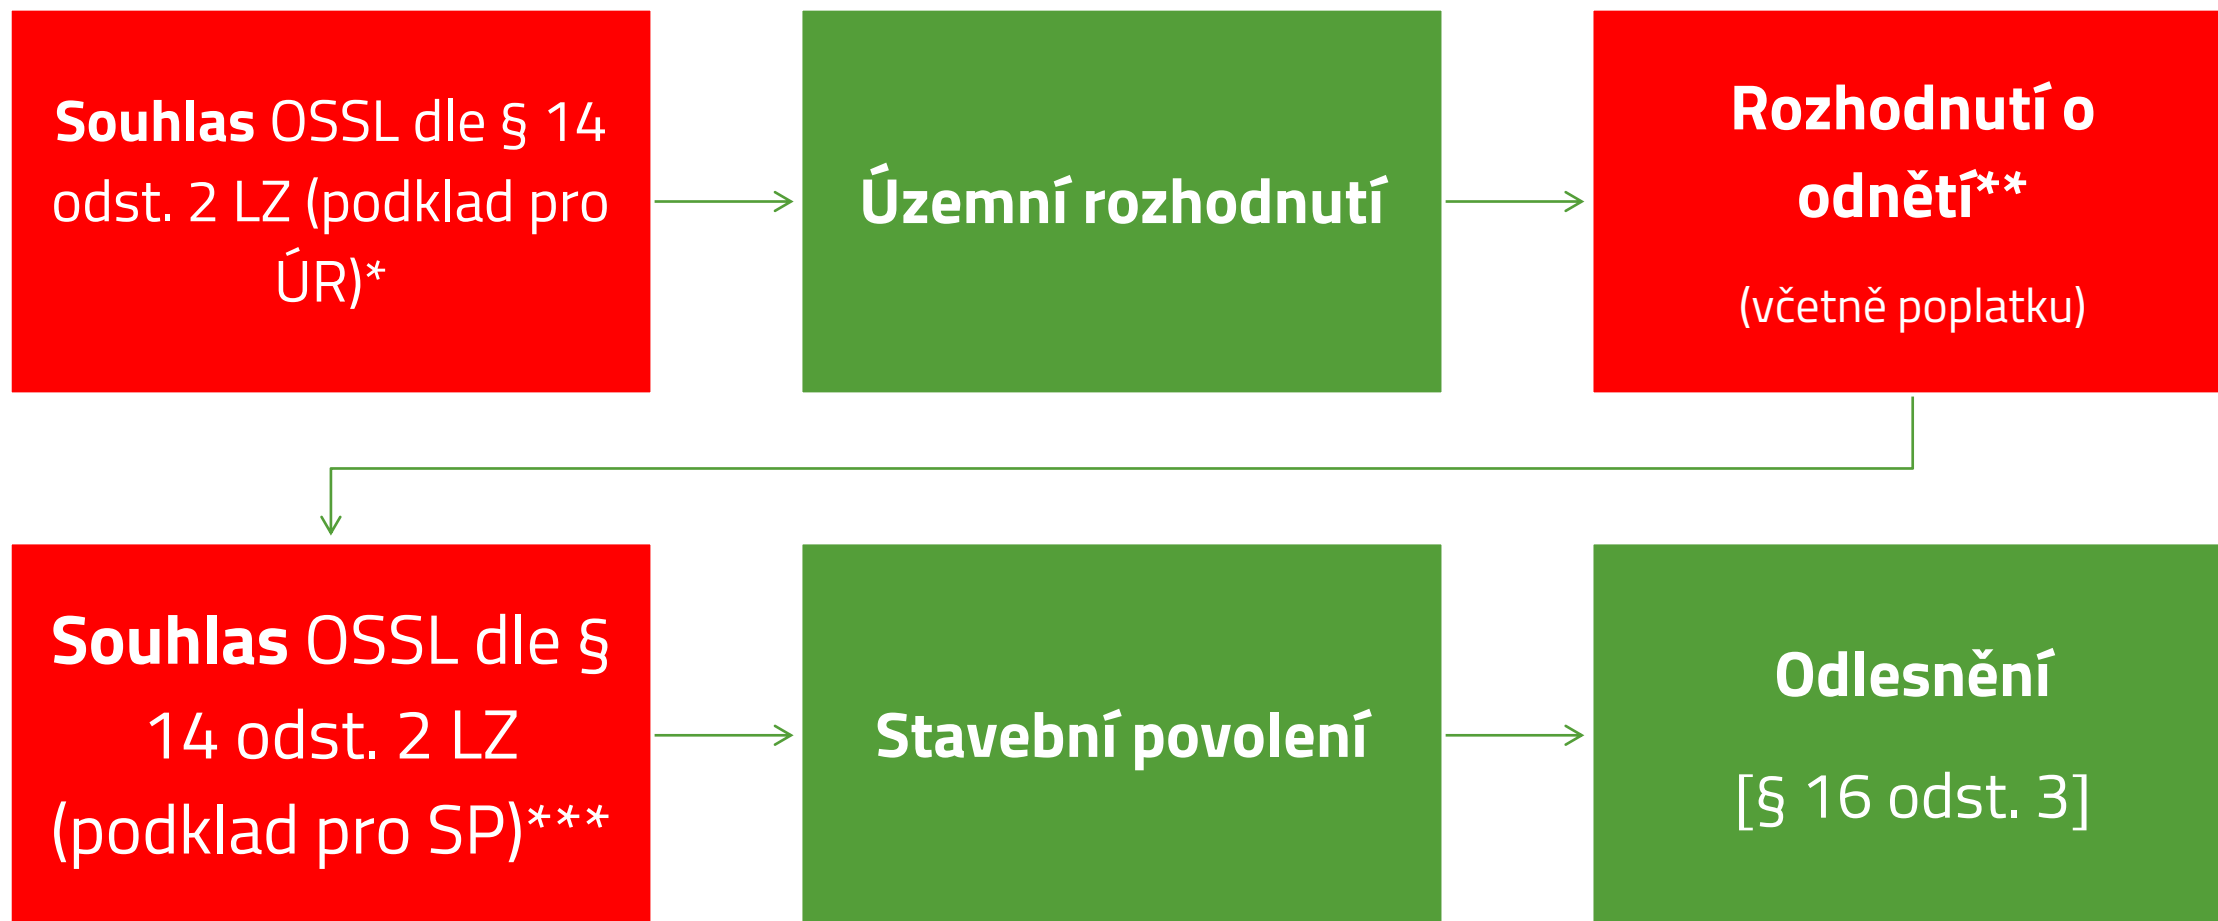 Souhlas OSSL dle § 14
odst. 2 LZ (podklad pro
ÚR)*
Územní rozhodnutí
Rozhodnutí o
odnětí**
(včetně poplatku)
Souhlas OSSL dle §
14 odst. 2 LZ
(podklad pro SP)***
Stavební povolení
Odlesnění
[§ 16 odst. 3]